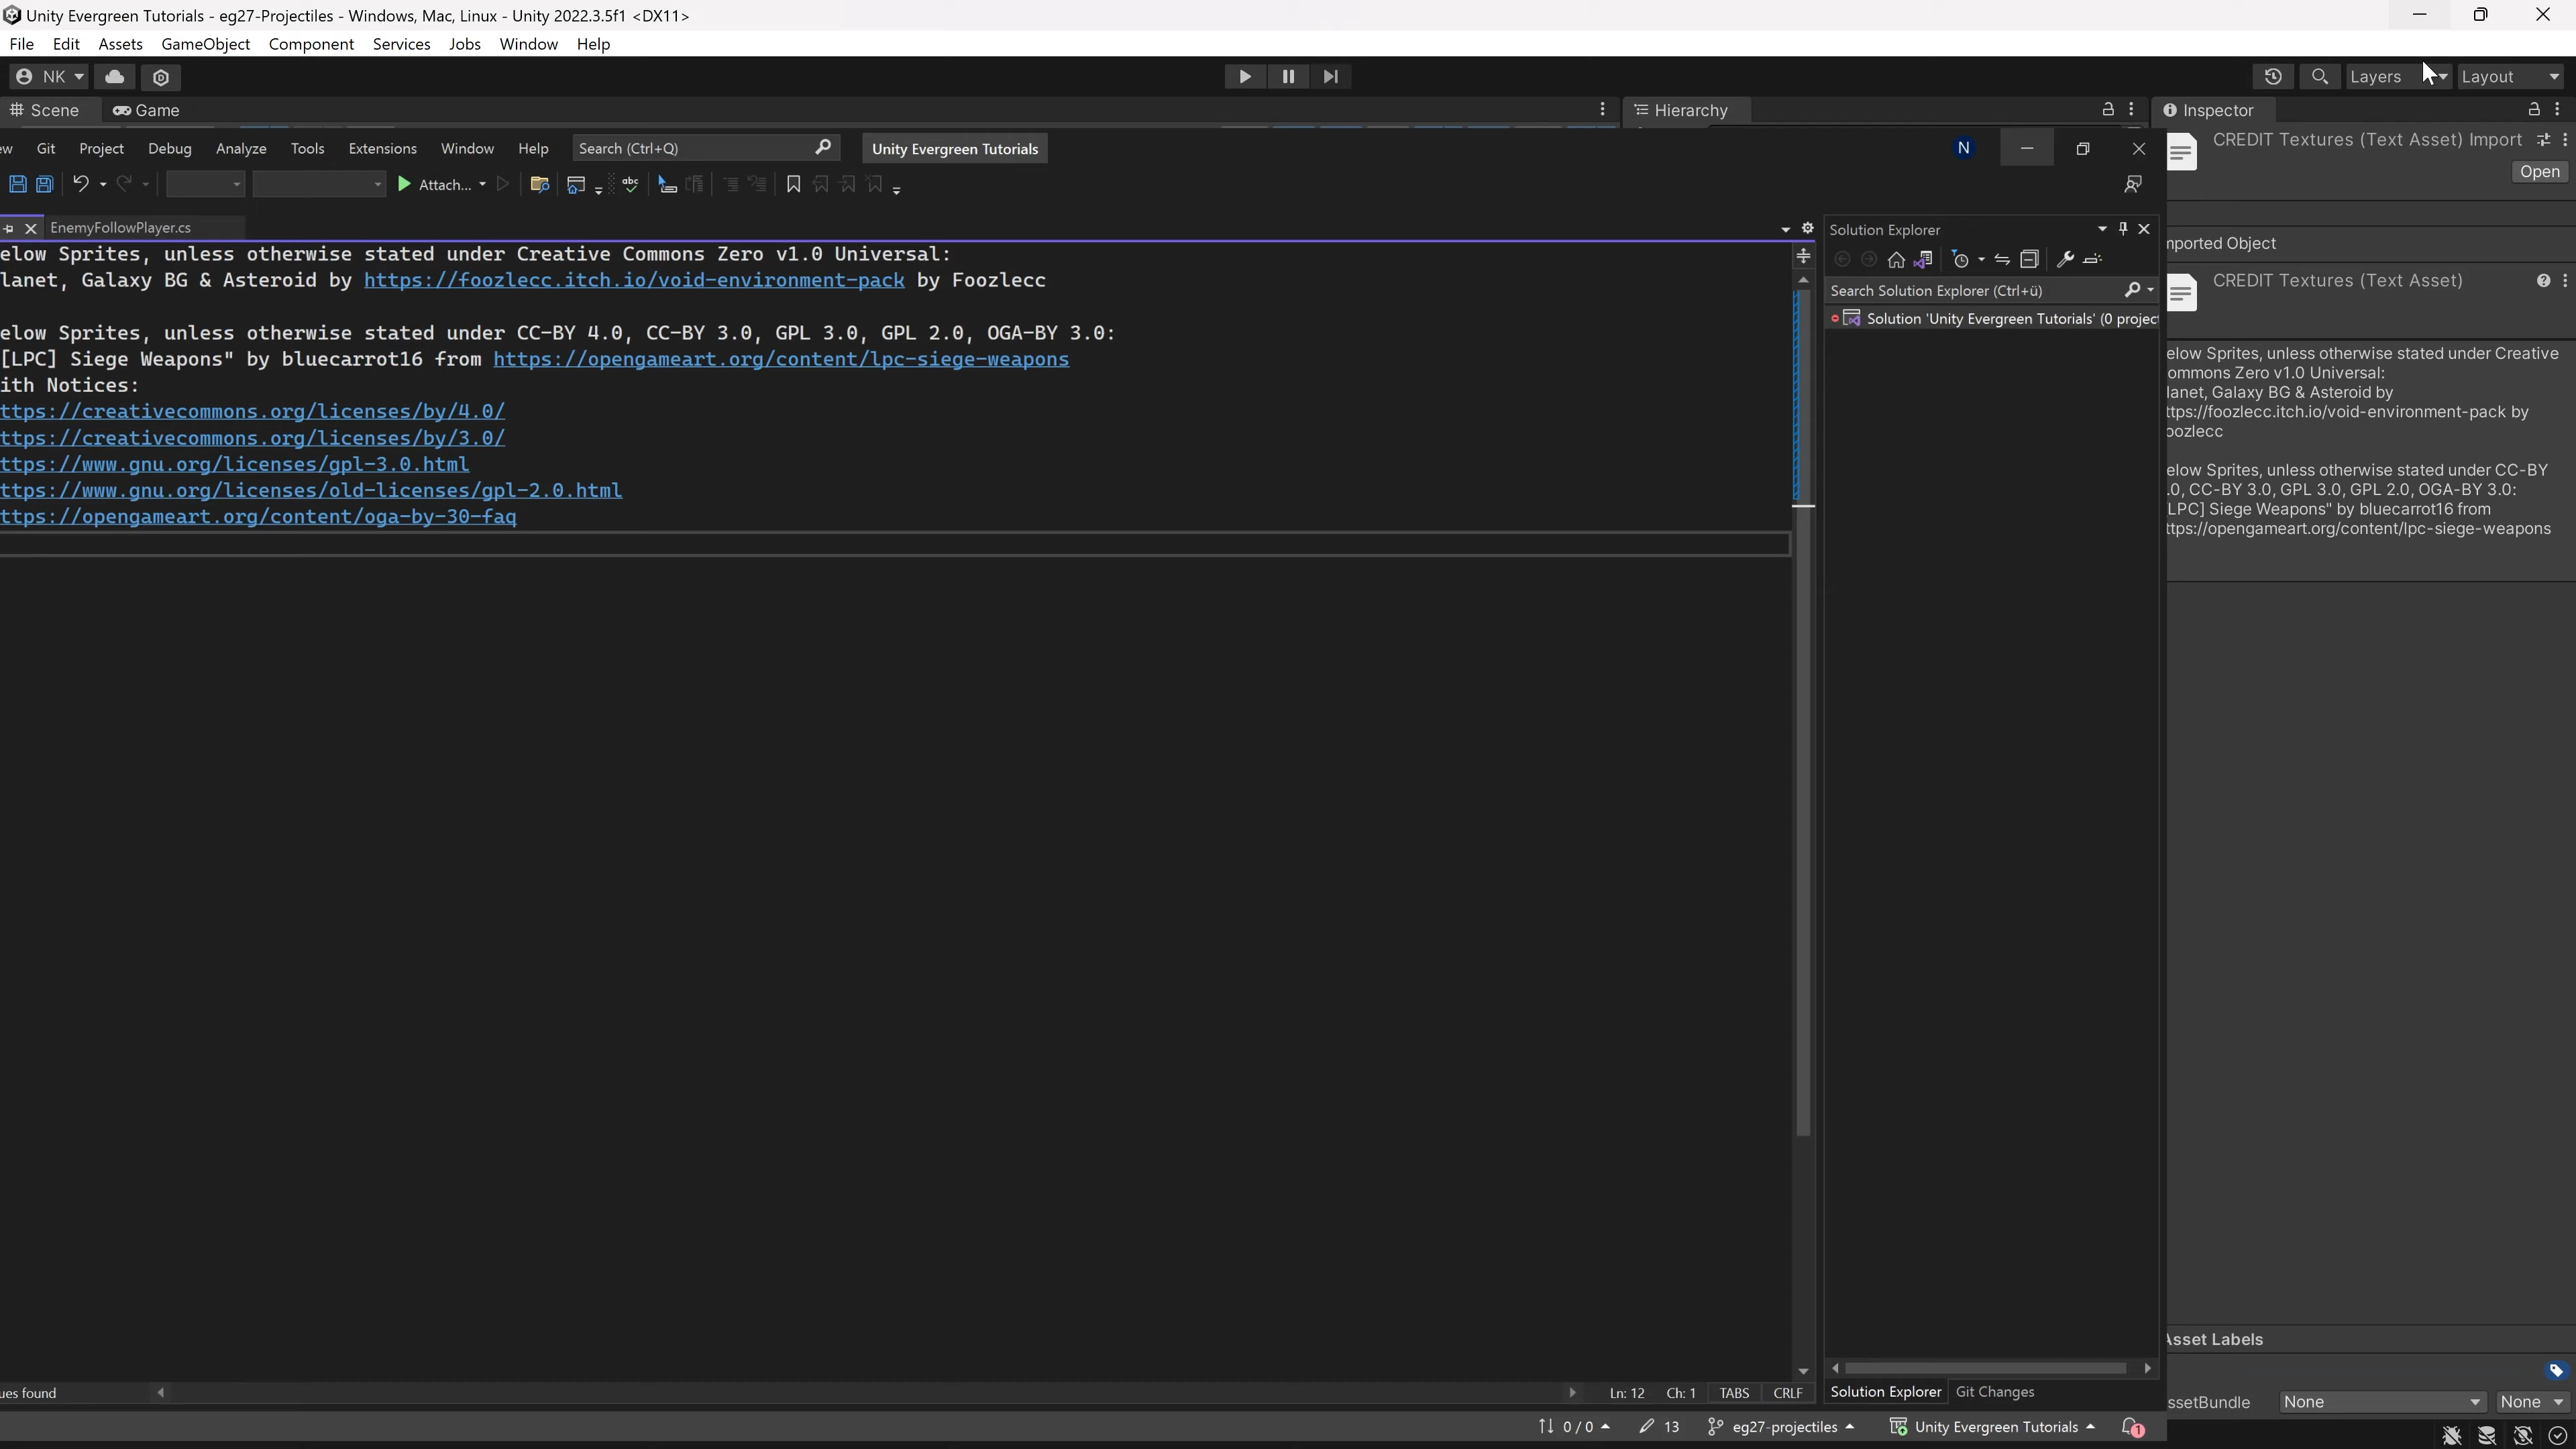 Unity Evergreen Tutorials - eg27-Projectiles - Windows, Mac, Linux - Unity 2022.3.5f1 <DX11>
File Edit Assets GameObject Component Services Jobs Window Help
NK Layers Layout
Scene Game Hierarchy Inspector
ew Git Project Debug Analyze Tools Extensions Window Help Search (Ctrl+Q) Unity Evergreen Tutorials N
Attach...
EnemyFollowPlayer.cs
elow Sprites, unless otherwise stated under Creative Commons Zero v1.0 Universal:
lanet, Galaxy BG & Asteroid by https://foozlecc.itch.io/void-environment-pack by Foozlecc
elow Sprites, unless otherwise stated under CC-BY 4.0, CC-BY 3.0, GPL 3.0, GPL 2.0, OGA-BY 3.0:
[LPC] Siege Weapons" by bluecarrot16 from https://opengameart.org/content/lpc-siege-weapons
ith Notices:
ttps://creativecommons.org/licenses/by/4.0/
ttps://creativecommons.org/licenses/by/3.0/
ttps://www.gnu.org/licenses/gpl-3.0.html
ttps://www.gnu.org/licenses/old-licenses/gpl-2.0.html
ttps://opengameart.org/content/oga-by-30-faq
Solution Explorer
Search Solution Explorer (Ctrl+ü)
Solution 'Unity Evergreen Tutorials' (0 project
CREDIT Textures (Text Asset) Import
Open
mported Object
CREDIT Textures (Text Asset)
elow Sprites, unless otherwise stated under Creative
ommons Zero v1.0 Universal:
lanet, Galaxy BG & Asteroid by
ttps://foozlecc.itch.io/void-environment-pack by
oozlecc
elow Sprites, unless otherwise stated under CC-BY
.0, CC-BY 3.0, GPL 3.0, GPL 2.0, OGA-BY 3.0:
LPC] Siege Weapons" by bluecarrot16 from
ttps://opengameart.org/content/lpc-siege-weapons
Asset Labels
ssetBundle None None
ues found Ln: 12 Ch: 1 TABS CRLF
Solution Explorer Git Changes
0 / 0 13 eg27-projectiles Unity Evergreen Tutorials 1